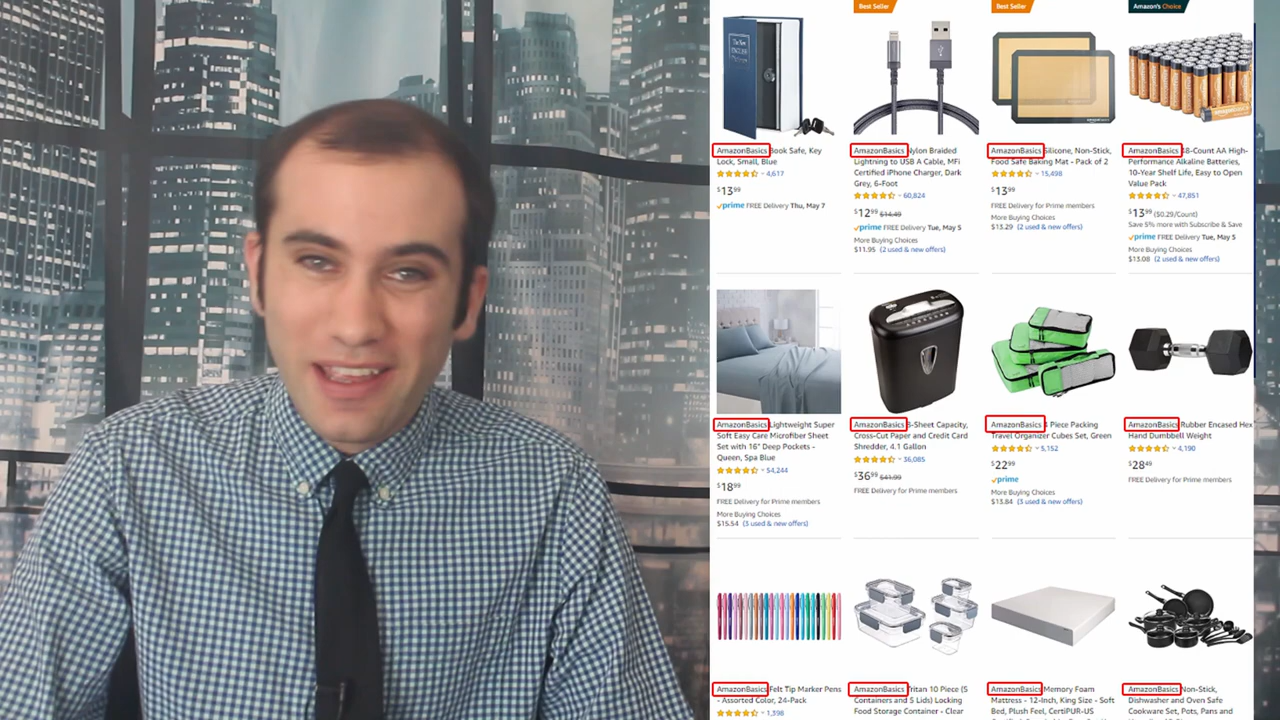 Best Seller
Best Seller
Amazon's Choice
AmazonBasics Book Safe, Key
Lock, Small, Blue
4,617
$13 99
prime FREE Delivery Thu, May 7
AmazonBasics Nylon Braided
Lightning to USB A Cable, MFi
Certified iPhone Charger, Dark
Grey, 6-Foot
60,824
$12 99 $14.49
prime FREE Delivery Tue, May 5
More Buying Choices
$11.95 (2 used & new offers)
AmazonBasics Silicone, Non-Stick,
Food Safe Baking Mat - Pack of 2
15,498
$13 99
FREE Delivery for Prime members
More Buying Choices
$13.29 (2 used & new offers)
AmazonBasics 48-Count AA High-
Performance Alkaline Batteries,
10-Year Shelf Life, Easy to Open
Value Pack
47,851
$13 99 ($0.29/Count)
Save 5% more with Subscribe & Save
prime FREE Delivery Tue, May 5
More Buying Choices
$13.08 (2 used & new offers)
AmazonBasics Lightweight Super
Soft Easy Care Microfiber Sheet
Set with 16" Deep Pockets -
Queen, Spa Blue
54,244
$18 99
FREE Delivery for Prime members
More Buying Choices
$15.54 (3 used & new offers)
AmazonBasics 8-Sheet Capacity,
Cross-Cut Paper and Credit Card
Shredder, 4.1 Gallon
36,085
$36 99 $41.99
FREE Delivery for Prime members
AmazonBasics 4 Piece Packing
Travel Organizer Cubes Set, Green
5,152
$22 99
prime
More Buying Choices
$13.84 (3 used & new offers)
AmazonBasics Rubber Encased Hex
Hand Dumbbell Weight
4,190
$28 49
FREE Delivery for Prime members
AmazonBasics Felt Tip Marker Pens
- Assorted Color, 24-Pack
1,398
AmazonBasics Tritan 10 Piece (5
Containers and 5 Lids) Locking
Food Storage Container - Clear
AmazonBasics Memory Foam
Mattress - 12-Inch, King Size - Soft
Bed, Plush Feel, CertiPUR-US
AmazonBasics Non-Stick,
Dishwasher and Oven Safe
Cookware Set, Pots, Pans and